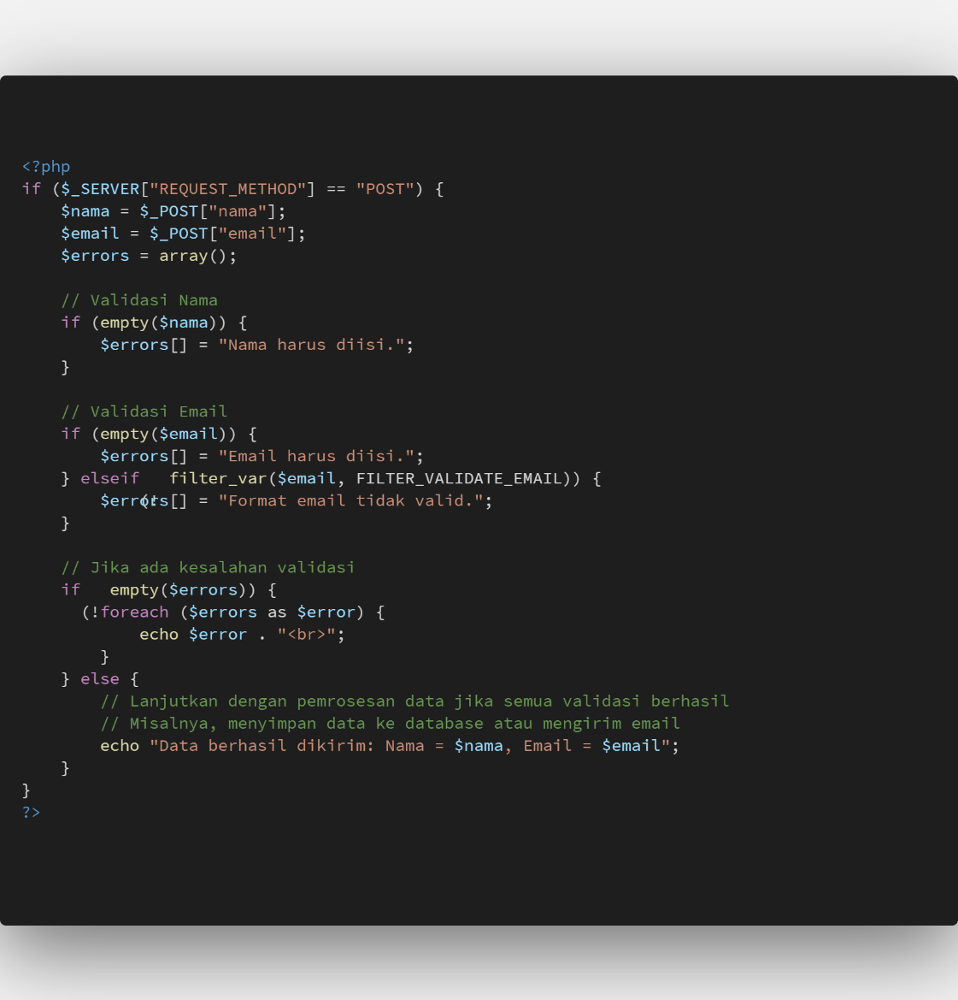 <?php
if ($_SERVER["REQUEST_METHOD"] == "POST") {
    $nama = $_POST["nama"];
    $email = $_POST["email"];
    $errors = array();

    // Validasi Nama
    if (empty($nama)) {
        $errors[] = "Nama harus diisi.";
    }

    // Validasi Email
    if (empty($email)) {
        $errors[] = "Email harus diisi.";
    } elseif (!filter_var($email, FILTER_VALIDATE_EMAIL)) {
        $errors[] = "Format email tidak valid.";
    }

    // Jika ada kesalahan validasi
    if (!empty($errors)) {
        foreach ($errors as $error) {
            echo $error . "<br>";
        }
    } else {
        // Lanjutkan dengan pemrosesan data jika semua validasi berhasil
        // Misalnya, menyimpan data ke database atau mengirim email
        echo "Data berhasil dikirim: Nama = $nama, Email = $email";
    }
}
?>